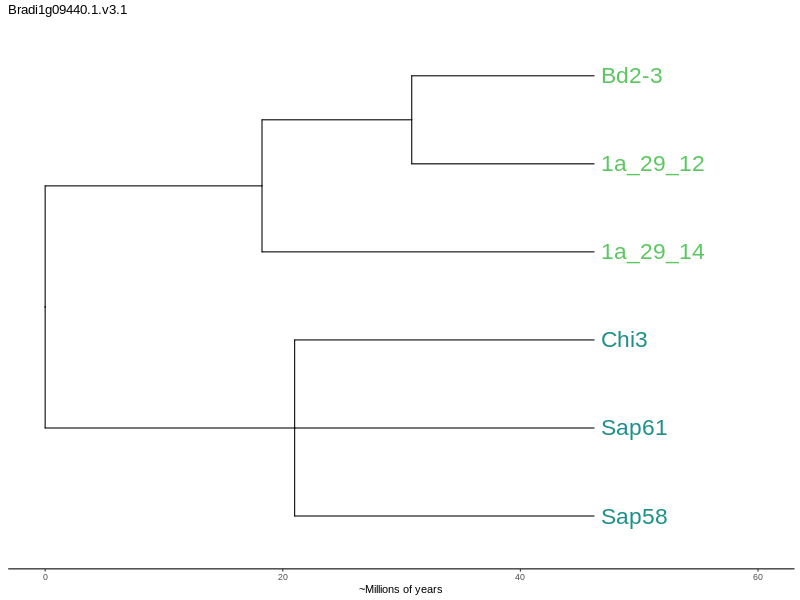 Bradi1g09440.1.v3.1
Bd2-3
1a_29_12
1a_29_14
Chi3
Sap61
Sap58
0 20 40 60
~Millions of years